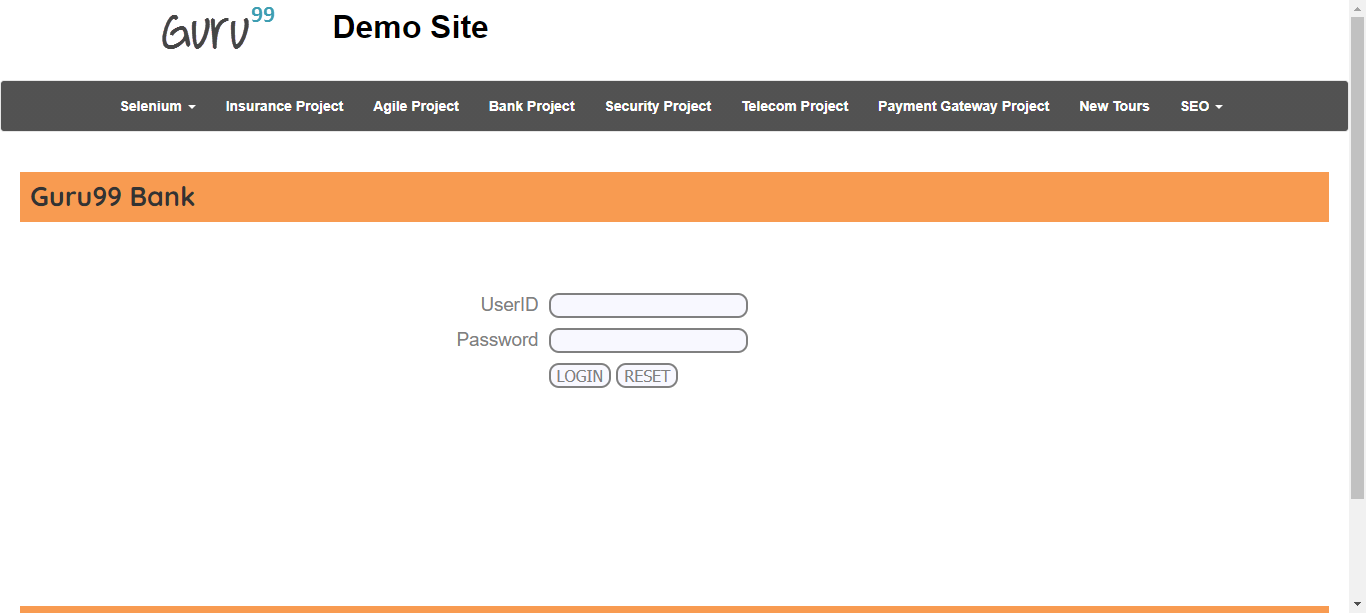 Guru99 Demo Site
Selenium Insurance Project Agile Project Bank Project Security Project Telecom Project Payment Gateway Project New Tours SEO
Guru99 Bank
UserID
Password
LOGIN RESET